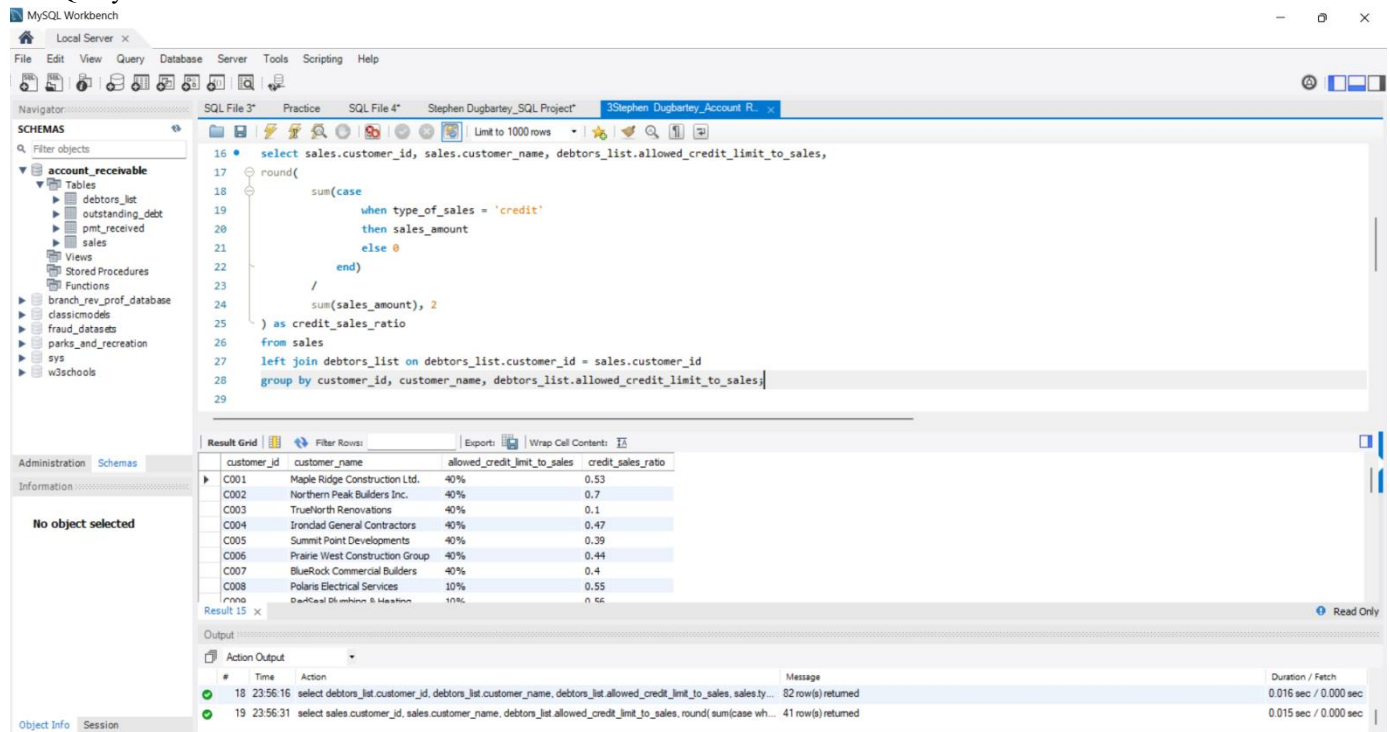 MySQL Workbench
Local Server
File Edit View Query Database Server Tools Scripting Help
Navigator
SCHEMAS
Filter objects
account_receivable
Tables
debtors_list
outstanding_debt
pmt_received
sales
Views
Stored Procedures
Functions
branch_rev_prof_database
classicmodels
fraud_datasets
parks_and_recreation
sys
w3schools
Administration Schemas
Information
No object selected
Object Info Session
SQL File 3* Practice SQL File 4* Stephen Dugbartey_SQL Project* 3Stephen Dugbartey_Account R...
Limit to 1000 rows
16 select sales.customer_id, sales.customer_name, debtors_list.allowed_credit_limit_to_sales,
17 round(
18 sum(case
19 when type_of_sales = 'credit'
20 then sales_amount
21 else 0
22 end)
23 /
24 sum(sales_amount), 2
25 ) as credit_sales_ratio
26 from sales
27 left join debtors_list on debtors_list.customer_id = sales.customer_id
28 group by customer_id, customer_name, debtors_list.allowed_credit_limit_to_sales;
29
Result Grid Filter Rows: Export: Wrap Cell Content:
customer_id customer_name allowed_credit_limit_to_sales credit_sales_ratio
C001 Maple Ridge Construction Ltd. 40% 0.53
C002 Northern Peak Builders Inc. 40% 0.7
C003 TrueNorth Renovations 40% 0.1
C004 Ironclad General Contractors 40% 0.47
C005 Summit Point Developments 40% 0.39
C006 Prairie West Construction Group 40% 0.44
C007 BlueRock Commercial Builders 40% 0.4
C008 Polaris Electrical Services 10% 0.55
C009 RedSeal Plumbing & Heating 10% 0.56
Result 15 Read Only
Output
Action Output
# Time Action Message Duration / Fetch
18 23:56:16 select debtors_list.customer_id, debtors_list.customer_name, debtors_list.allowed_credit_limit_to_sales, sales.ty... 82 row(s) returned 0.016 sec / 0.000 sec
19 23:56:31 select sales.customer_id, sales.customer_name, debtors_list.allowed_credit_limit_to_sales, round( sum(case wh... 41 row(s) returned 0.015 sec / 0.000 sec